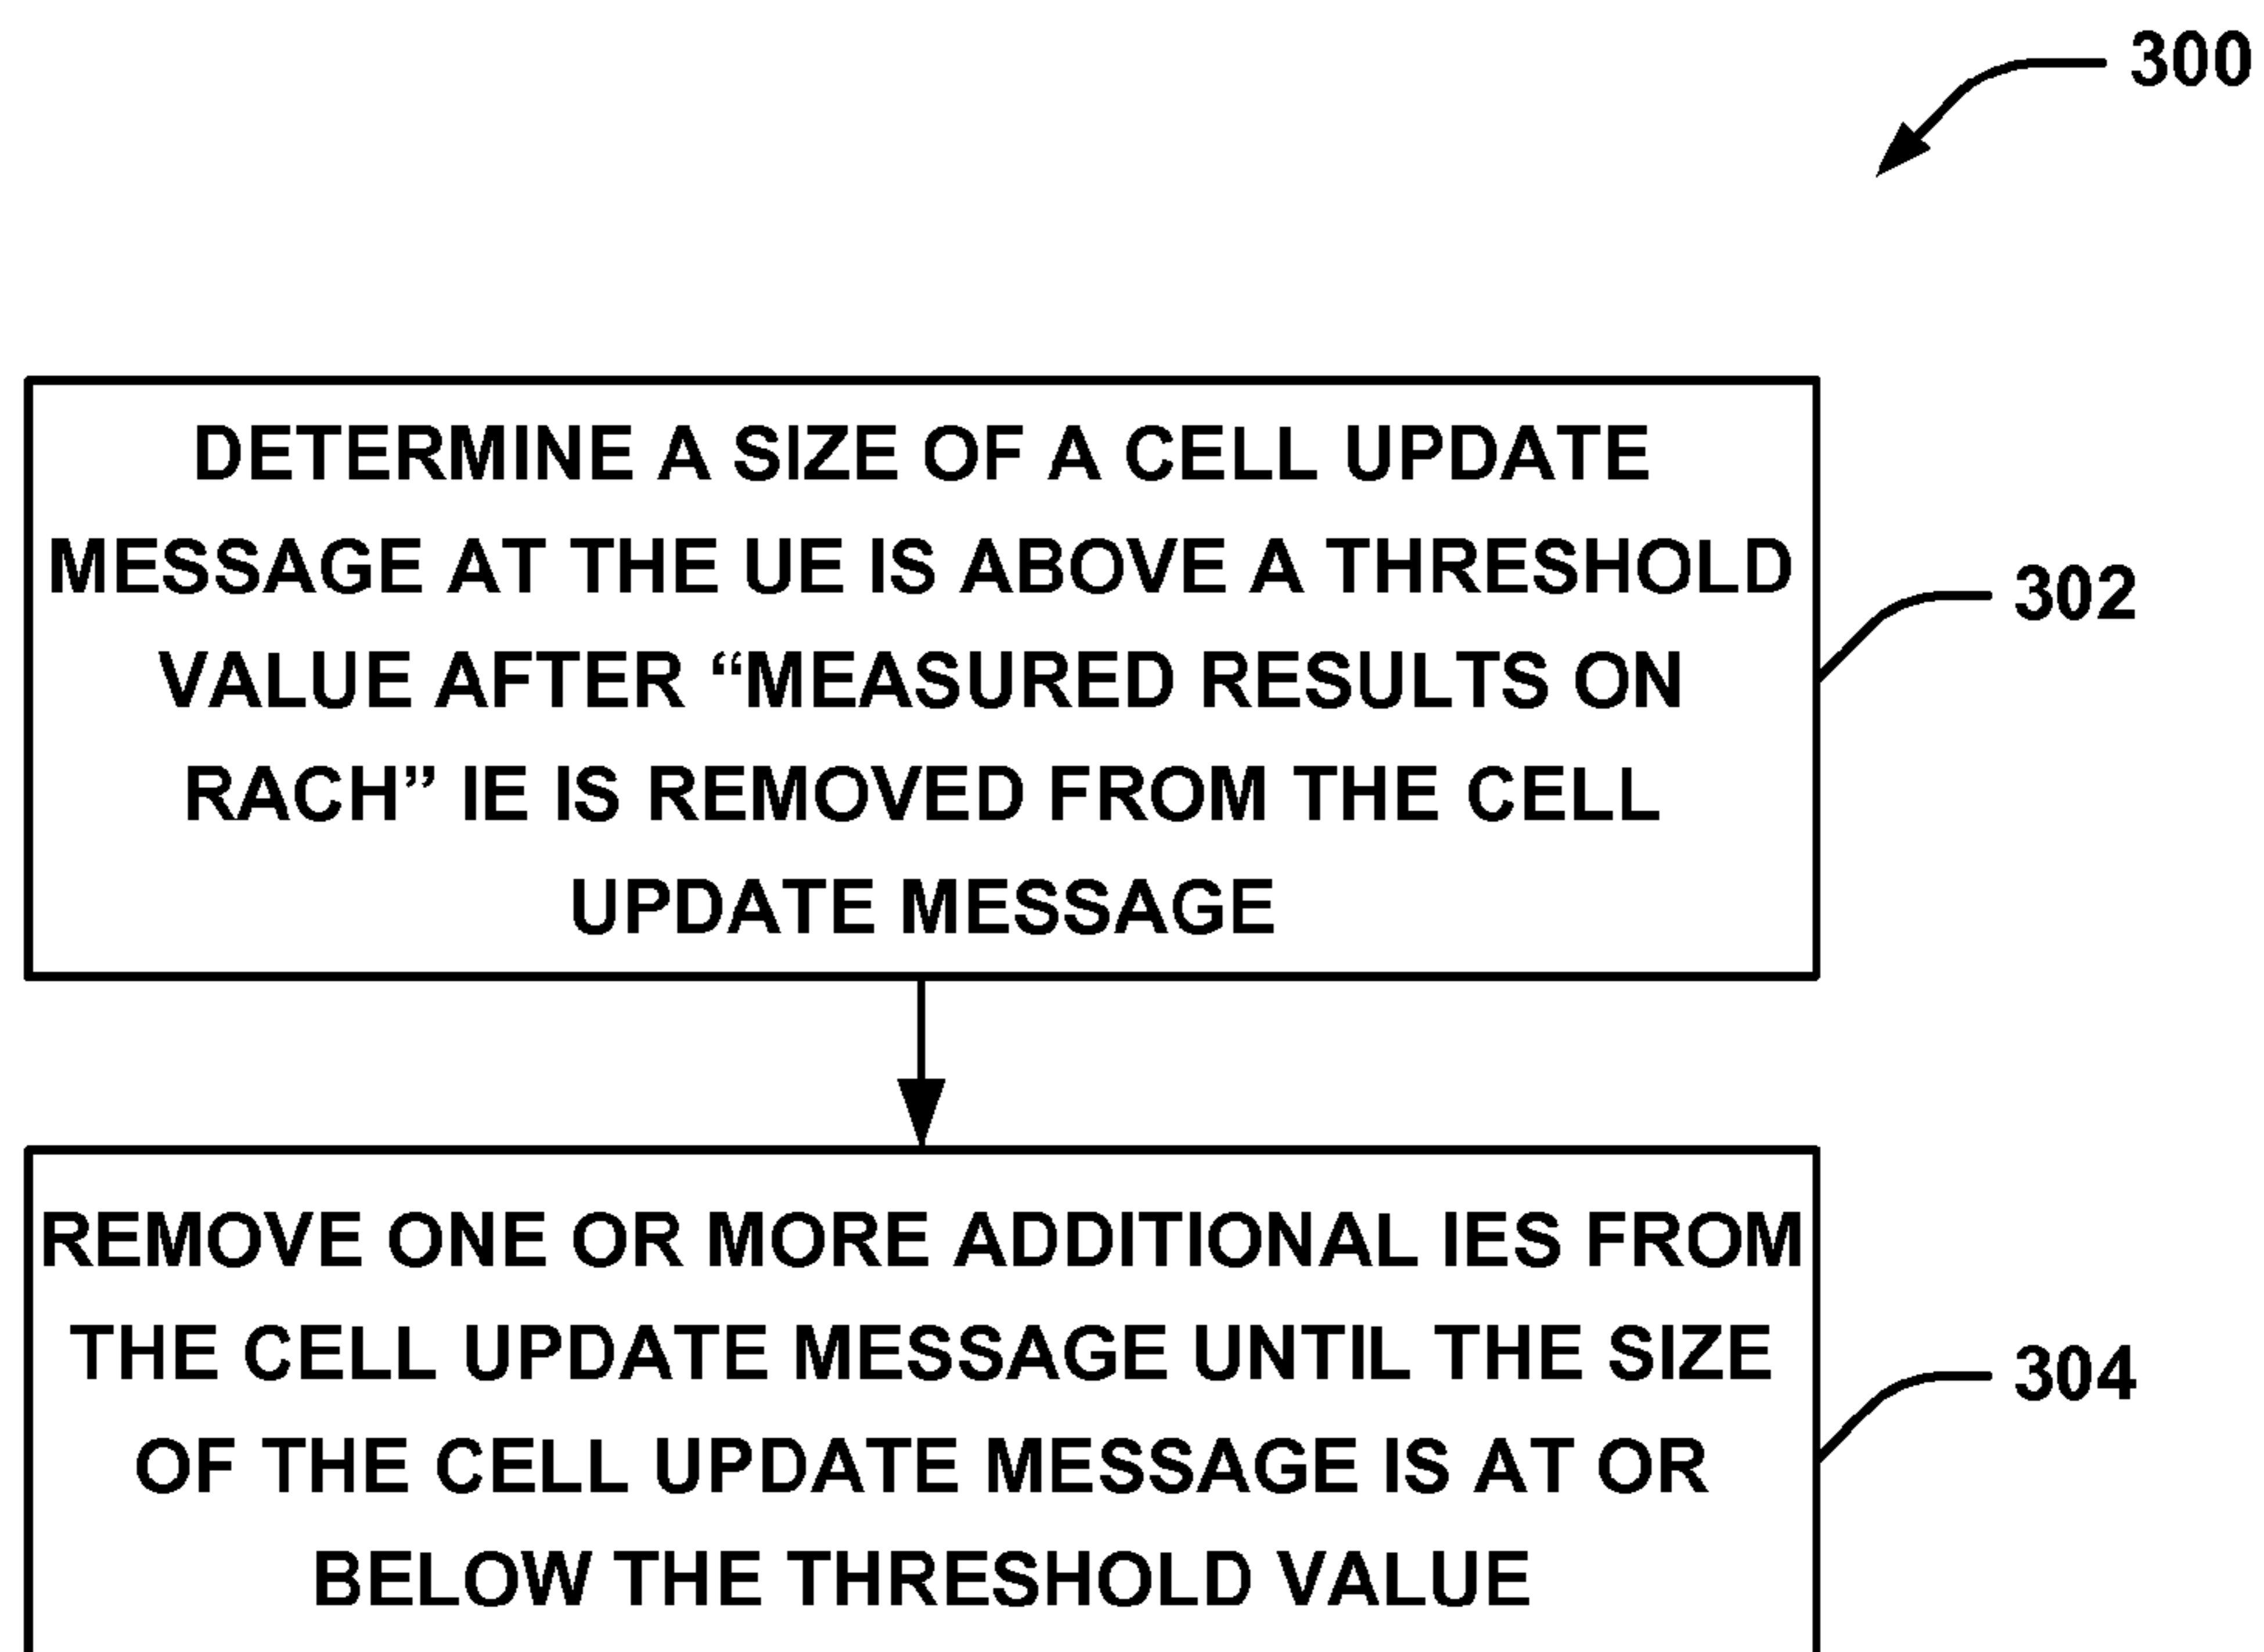 300
DETERMINE A SIZE OF A CELL UPDATE
MESSAGE AT THE UE IS ABOVE A THRESHOLD
VALUE AFTER “MEASURED RESULTS ON
RACH” IE IS REMOVED FROM THE CELL
UPDATE MESSAGE
302
REMOVE ONE OR MORE ADDITIONAL IES FROM
THE CELL UPDATE MESSAGE UNTIL THE SIZE
OF THE CELL UPDATE MESSAGE IS AT OR
BELOW THE THRESHOLD VALUE
304